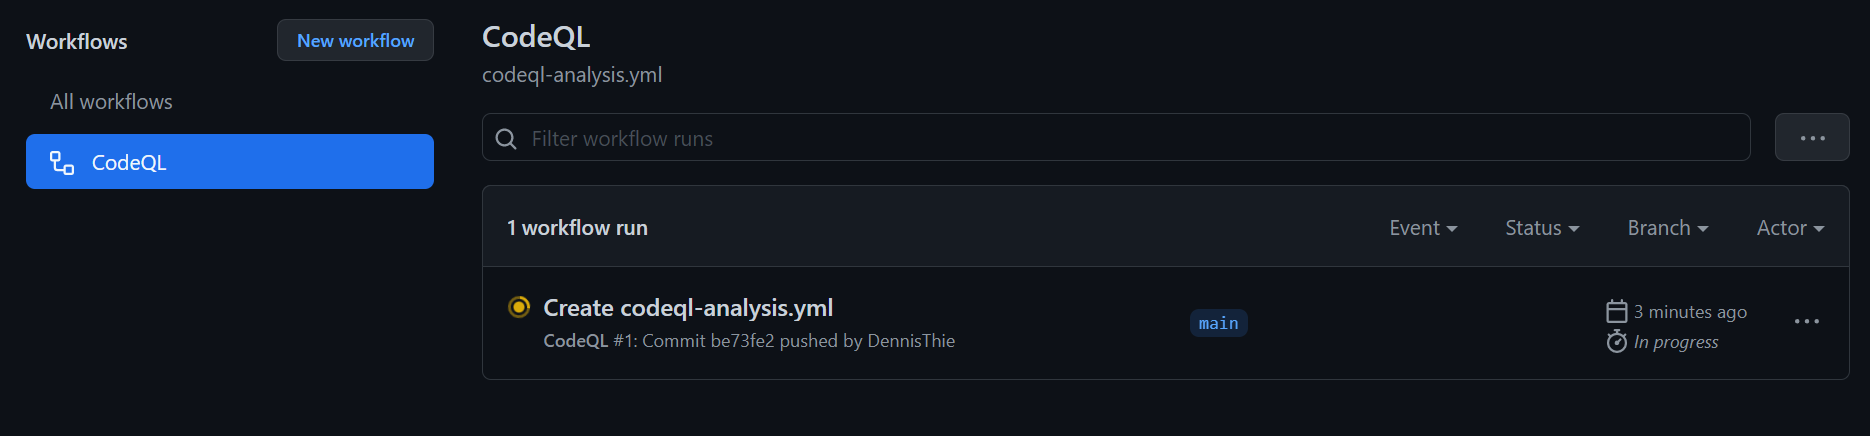 Workflows
New workflow
All workflows
CodeQL
CodeQL
codeql-analysis.yml
Filter workflow runs
1 workflow run
Event
Status
Branch
Actor
Create codeql-analysis.yml
CodeQL #1: Commit be73fe2 pushed by DennisThie
main
3 minutes ago
In progress